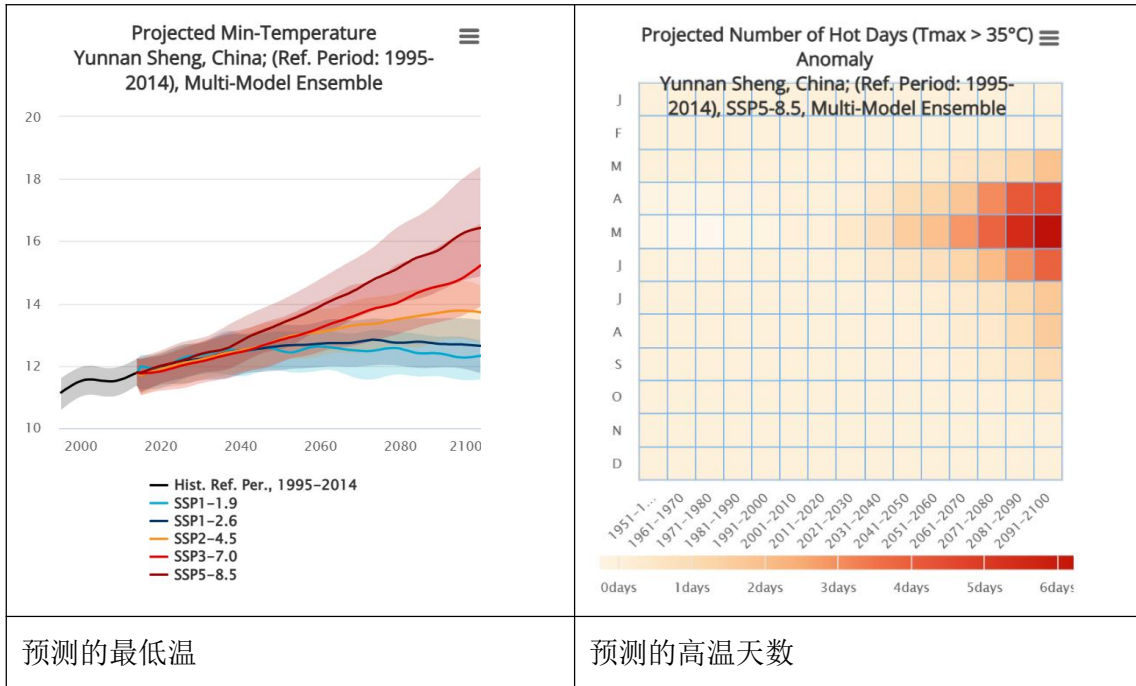 Projected Min-Temperature
Yunnan Sheng, China; (Ref. Period: 1995-
2014), Multi-Model Ensemble
20
18
16
14
12
10
2000
2020
2040
2060
2080
2100
Hist. Ref. Per., 1995–2014
SSP1–1.9
SSP1–2.6
SSP2–4.5
SSP3–7.0
SSP5–8.5
预测的最低温
Projected Number of Hot Days (Tmax > 35°C)
Anomaly
Yunnan Sheng, China; (Ref. Period: 1995-
2014), SSP5-8.5, Multi-Model Ensemble
J
F
M
A
M
J
J
A
S
O
N
D
1951–1...
1961–1970
1971–1980
1981–1990
1991–2000
2001–2010
2011–2020
2021–2030
2031–2040
2041–2050
2051–2060
2061–2070
2071–2080
2081–2090
2091–2100
0days
1days
2days
3days
4days
5days
6days
预测的高温天数